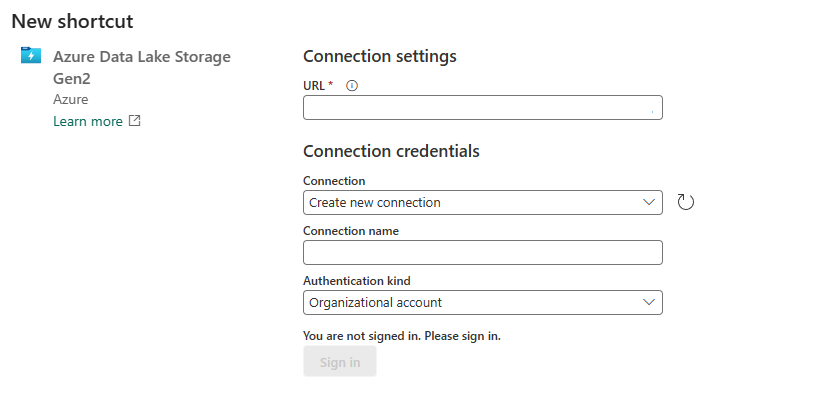 New shortcut
Azure Data Lake Storage
Gen2
Azure
Learn more
Connection settings
URL *
Connection credentials
Connection
Create new connection
Connection name
Authentication kind
Organizational account
You are not signed in. Please sign in.
Sign in